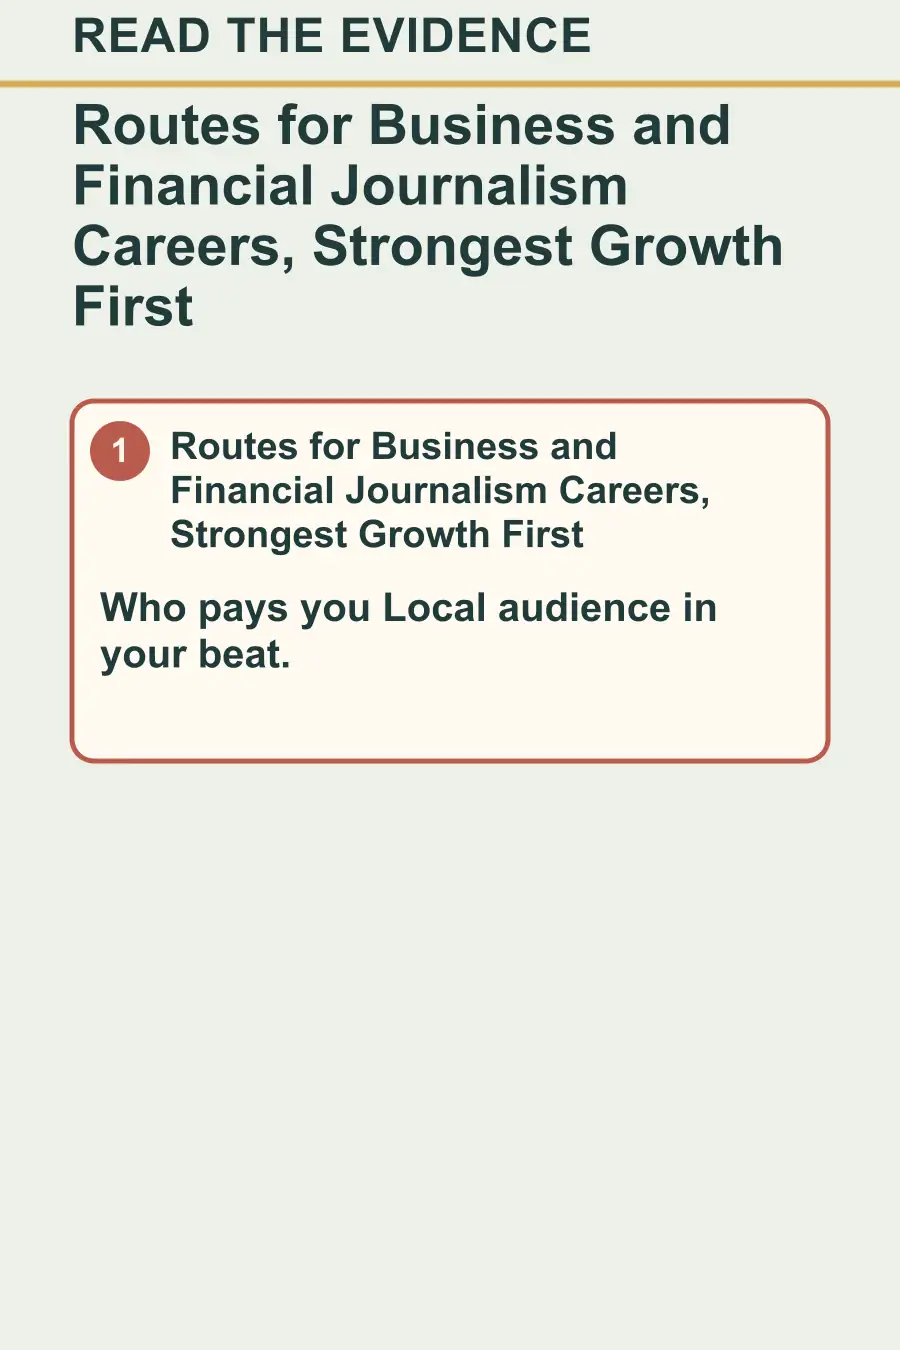 READ THE EVIDENCE
Routes for Business and
Financial Journalism
Careers, Strongest Growth
First
1
Routes for Business and
Financial Journalism Careers,
Strongest Growth First
Who pays you Local audience in
your beat.